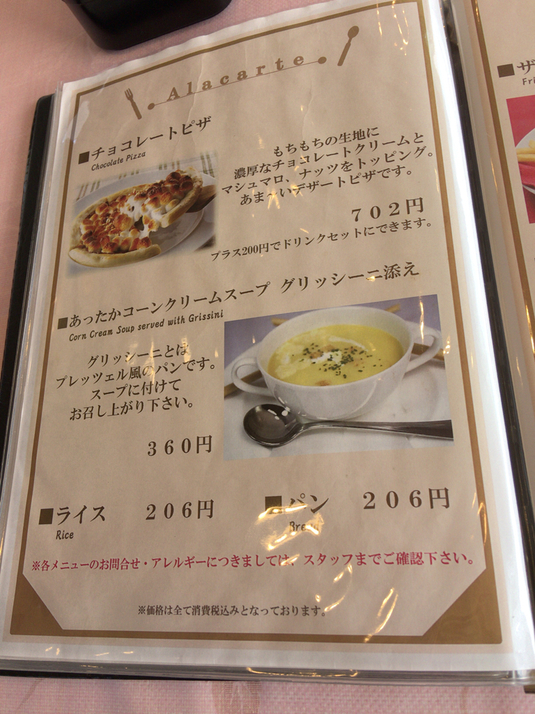 Alacarte
■チョコレートピザ
Chocolate Pizza
もちもちの生地に
濃厚なチョコレートクリームと
マシュマロ、ナッツをトッピング。
あま〜いデザートピザです。
702円
プラス200円でドリンクセットにできます。
■あったかコーンクリームスープ グリッシーニ添え
Corn Cream Soup served with Grissini
グリッシーニとは
プレッツェル風のパンです。
スープに付けて
お召し上がり下さい。
360円
■ライス 206円
Rice
■パン 206円
※各メニューのお問合せ・アレルギーにつきましては、スタッフまでご確認下さい。
※価格は全て消費税込みとなっております。
■ザ
Fri